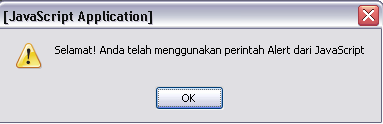 [JavaScript Application]
Selamat! Anda telah menggunakan perintah Alert dari JavaScript
OK